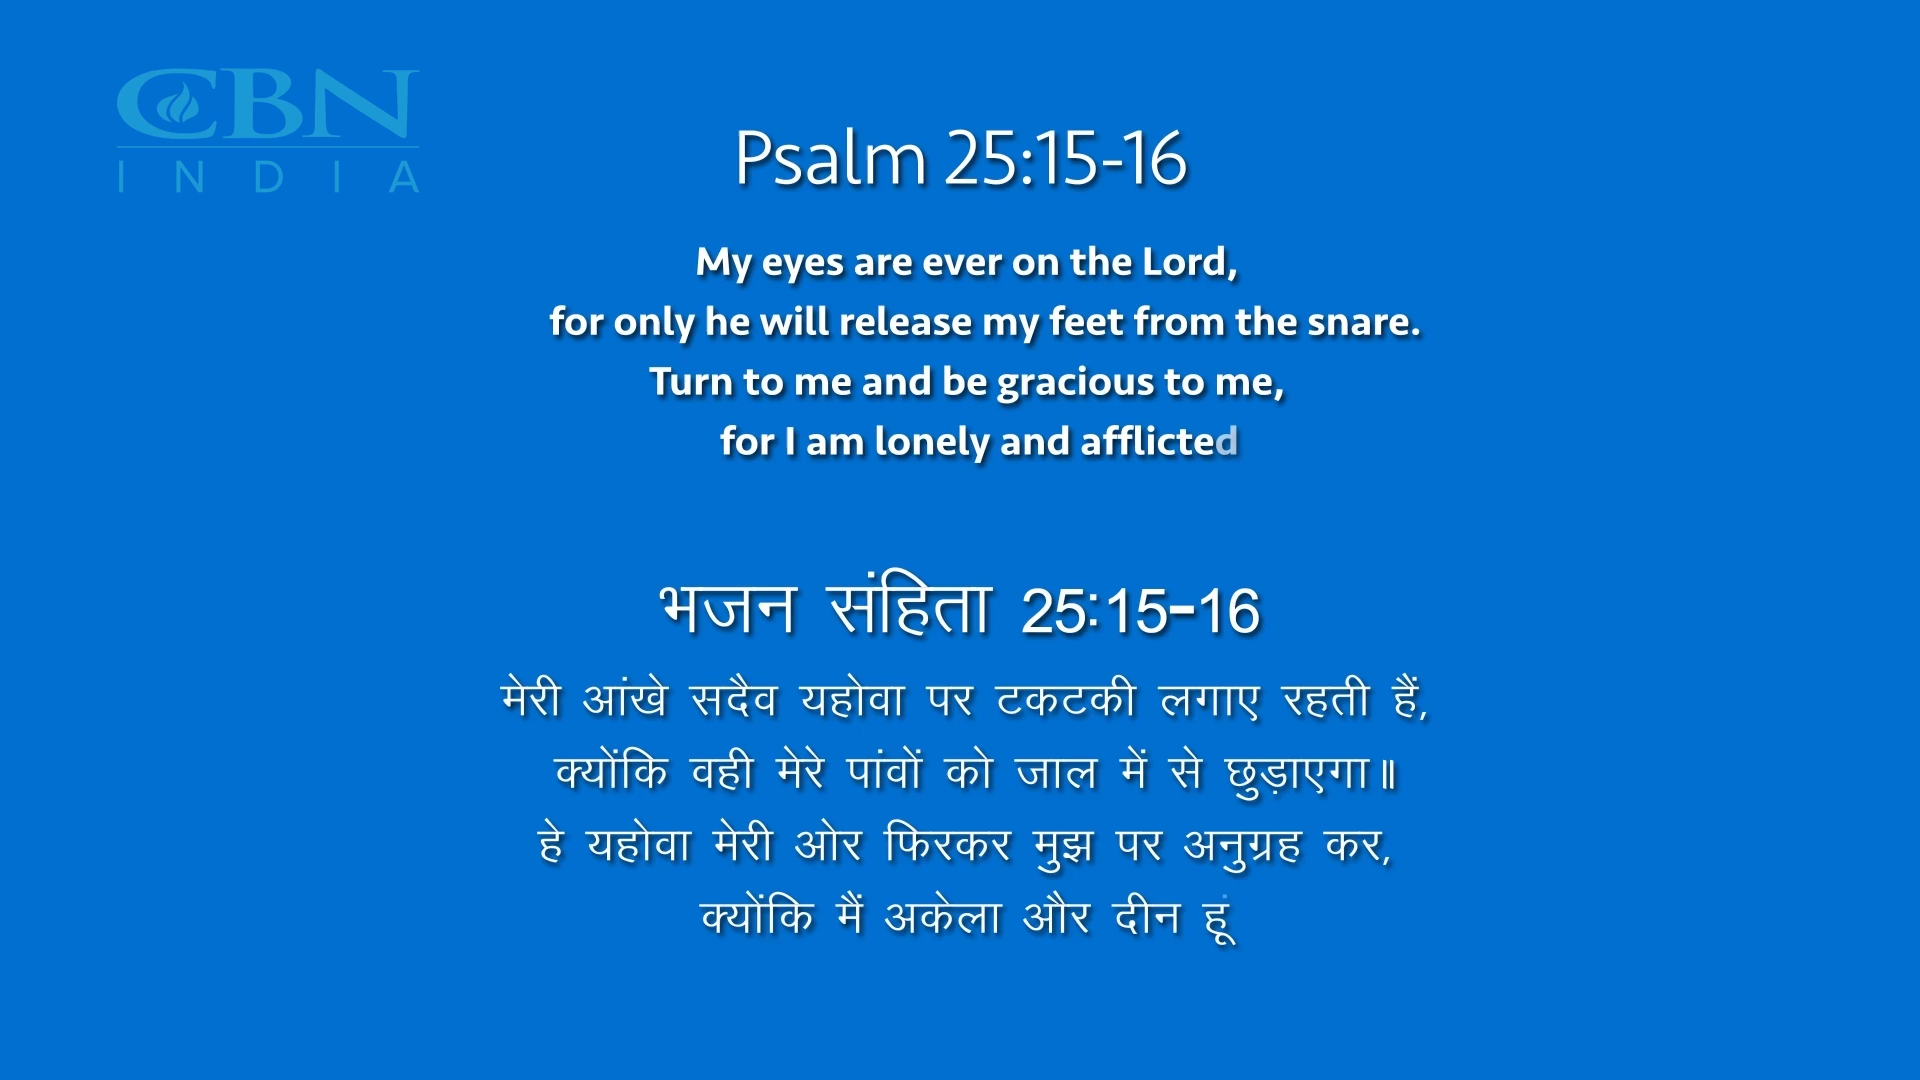 CBN
INDIA
Psalm 25:15-16
My eyes are ever on the Lord,
for only he will release my feet from the snare.
Turn to me and be gracious to me,
for I am lonely and afflicted
भजन संहिता 25:15-16
मेरी आंखे सदैव यहोवा पर टकटकी लगाए रहती हैं,
क्योंकि वही मेरे पांवों को जाल में से छुड़ाएगा॥
हे यहोवा मेरी ओर फिरकर मुझ पर अनुग्रह कर,
क्योंकि मैं अकेला और दीन हूं